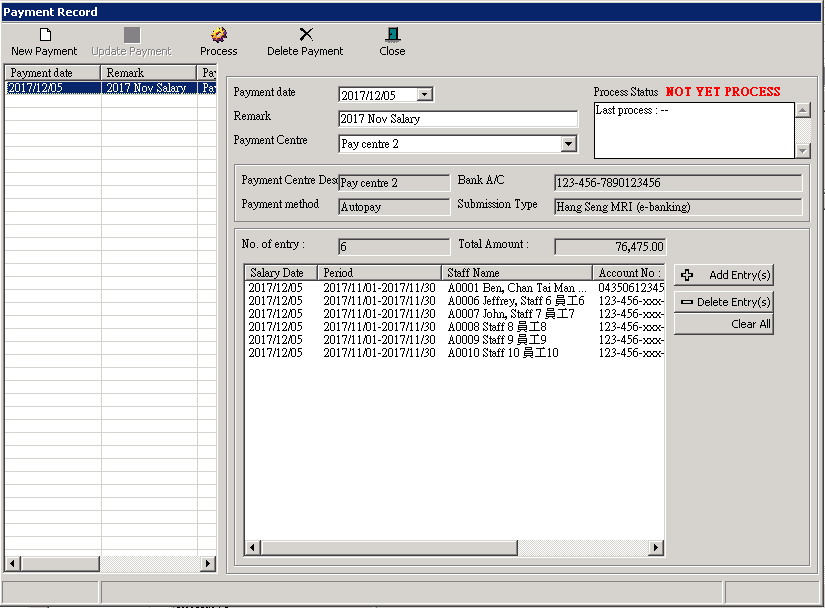 Payment Record
New Payment Update Payment Process Delete Payment Close
Payment date Remark Pa
2017/12/05 2017 Nov Salary Pa
Payment date 2017/12/05
Remark 2017 Nov Salary
Payment Centre Pay centre 2
Process Status NOT YET PROCESS
Last process : --
Payment Centre Des Pay centre 2 Bank A/C 123-456-7890123456
Payment method Autopay Submission Type Hang Seng MRI (e-banking)
No. of entry : 6 Total Amount : 76,475.00
Salary Date Period Staff Name Account No :
2017/12/05 2017/11/01-2017/11/30 A0001 Ben, Chan Tai Man ... 04350612345
2017/12/05 2017/11/01-2017/11/30 A0006 Jeffrey, Staff 6 員工6 123-456-xxx-
2017/12/05 2017/11/01-2017/11/30 A0007 John, Staff 7 員工7 123-456-xxx-
2017/12/05 2017/11/01-2017/11/30 A0008 Staff 8 員工8 123-456-xxx-
2017/12/05 2017/11/01-2017/11/30 A0009 Staff 9 員工9 123-456-xxx-
2017/12/05 2017/11/01-2017/11/30 A0010 Staff 10 員工10 123-456-xxx-
Add Entry(s)
Delete Entry(s)
Clear All